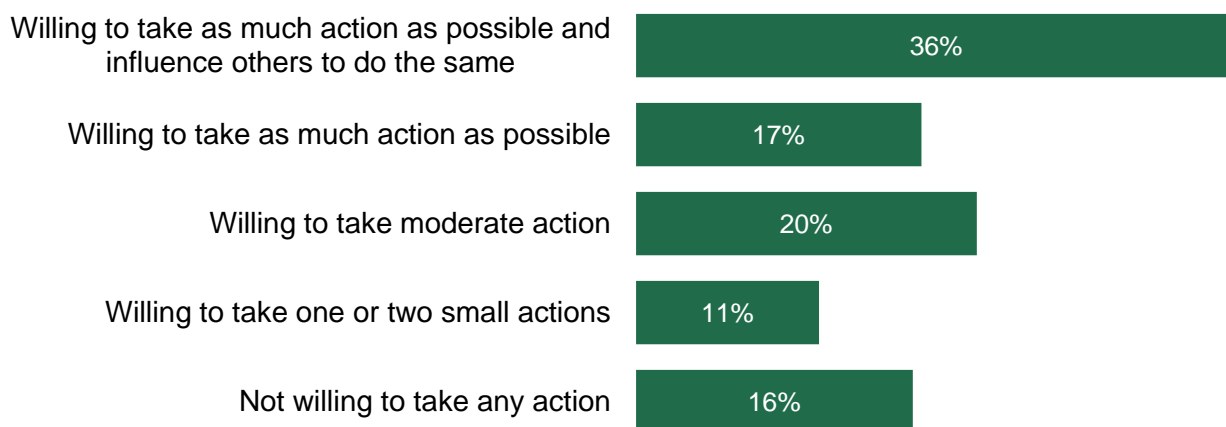 Willing to take as much action as possible and
influence others to do the same
36%
Willing to take as much action as possible
17%
Willing to take moderate action
20%
Willing to take one or two small actions
11%
Not willing to take any action
16%